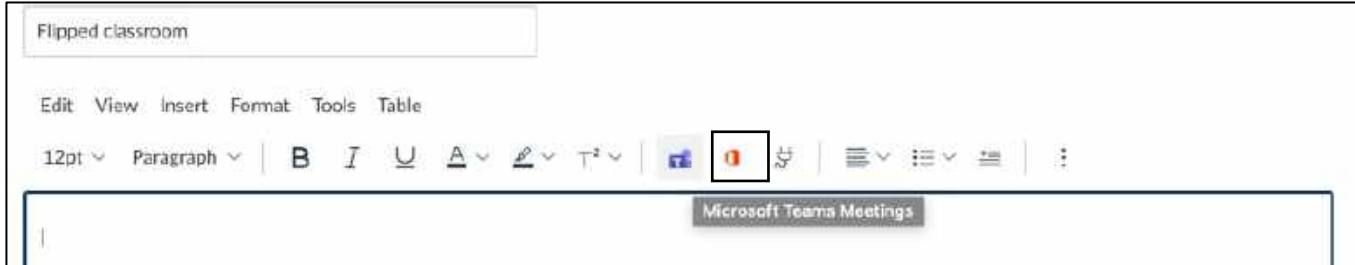 Flipped classroom
Edit View Insert Format Tools Table
12pt Paragraph B I U A T²
Microsoft Teams Meetings